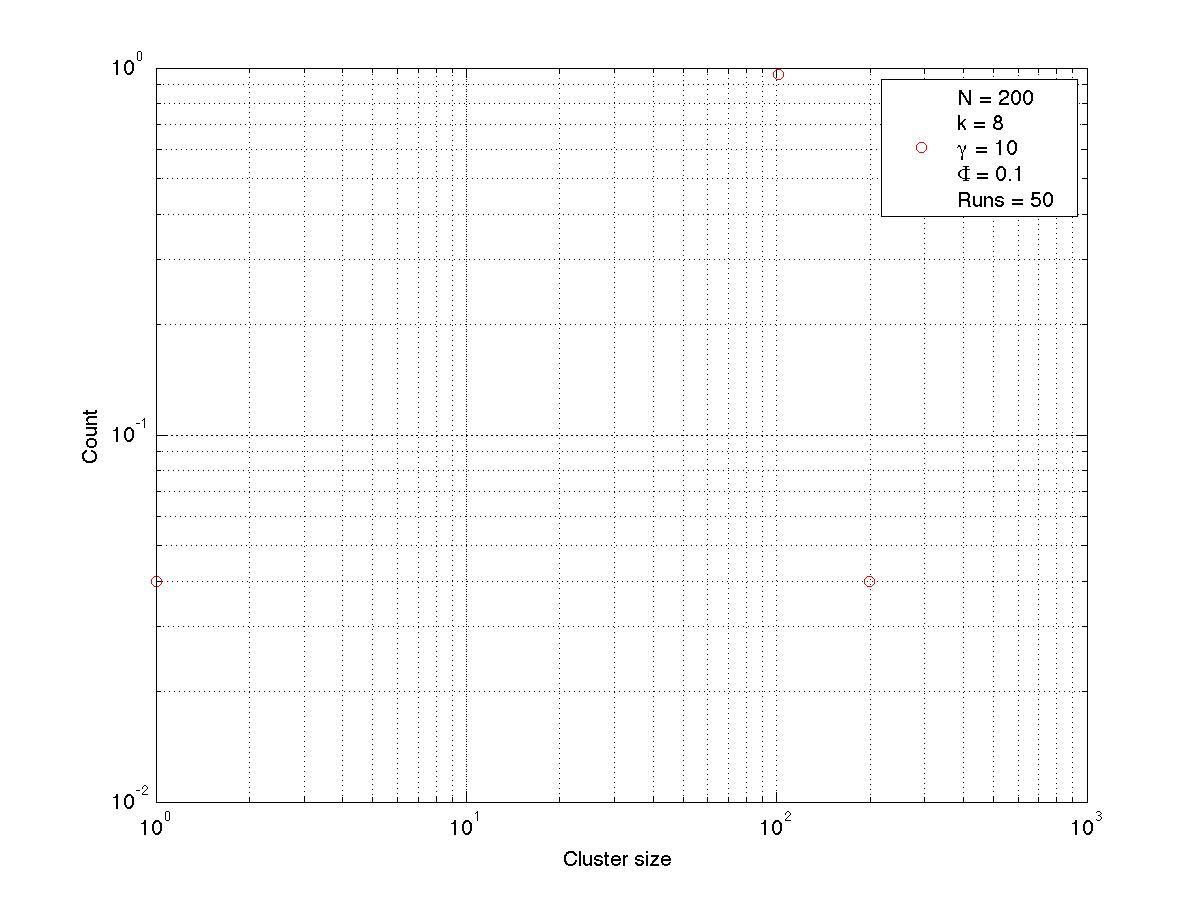 10^0
10^-1
10^-2
Count
10^0 10^1 10^2 10^3
Cluster size
N = 200
k = 8
γ = 10
Φ = 0.1
Runs = 50